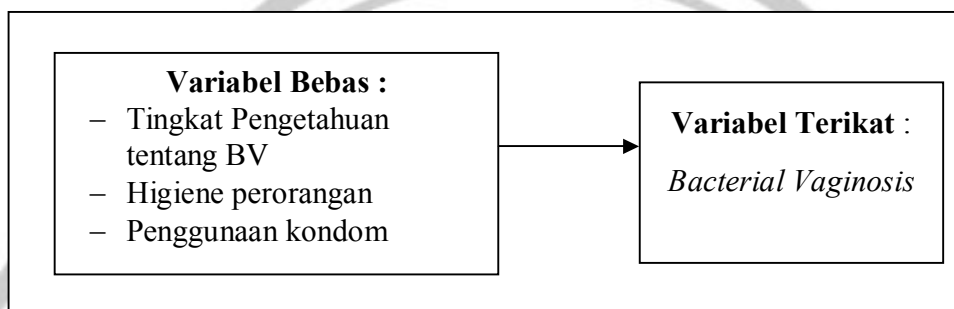 Variabel Bebas :
– Tingkat Pengetahuan
tentang BV
– Higiene perorangan
– Penggunaan kondom
Variabel Terikat :
Bacterial Vaginosis